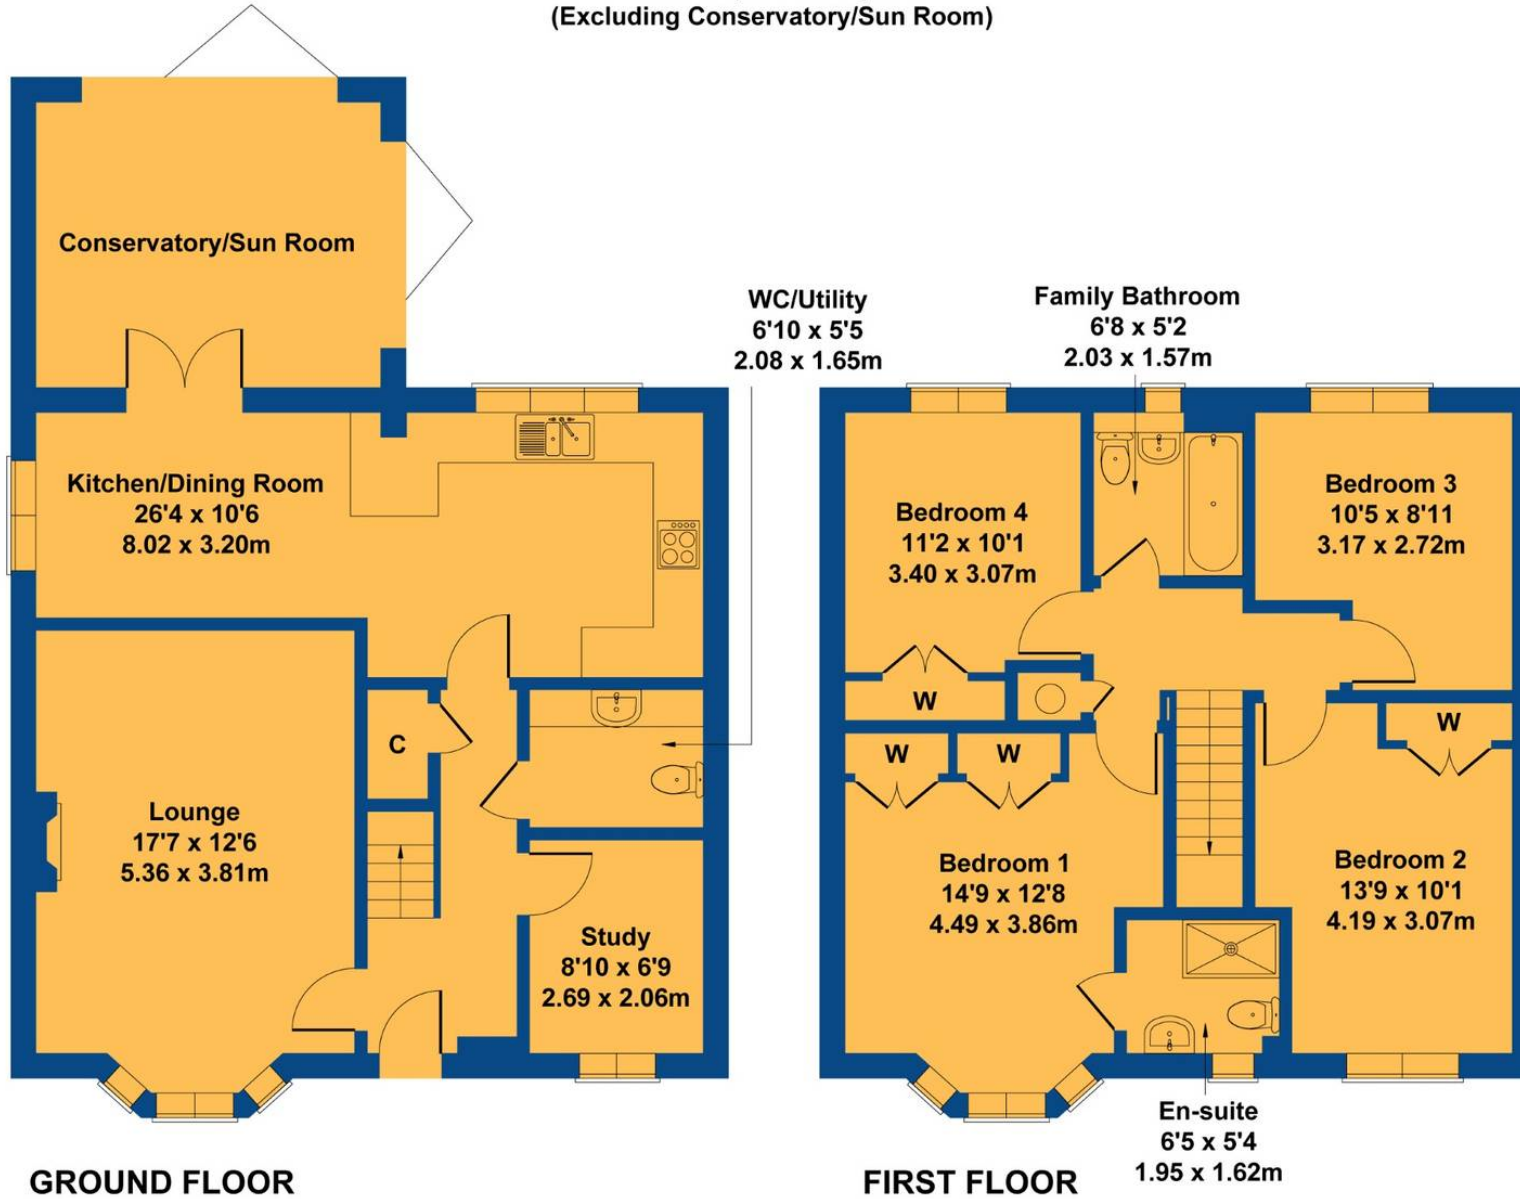 (Excluding Conservatory/Sun Room)
Conservatory/Sun Room
Kitchen/Dining Room
26'4 x 10'6
8.02 x 3.20m
WC/Utility
6'10 x 5'5
2.08 x 1.65m
C
Lounge
17'7 x 12'6
5.36 x 3.81m
Study
8'10 x 6'9
2.69 x 2.06m
GROUND FLOOR
Family Bathroom
6'8 x 5'2
2.03 x 1.57m
Bedroom 4
11'2 x 10'1
3.40 x 3.07m
Bedroom 3
10'5 x 8'11
3.17 x 2.72m
W
W
W
W
Bedroom 1
14'9 x 12'8
4.49 x 3.86m
Bedroom 2
13'9 x 10'1
4.19 x 3.07m
En-suite
6'5 x 5'4
1.95 x 1.62m
FIRST FLOOR